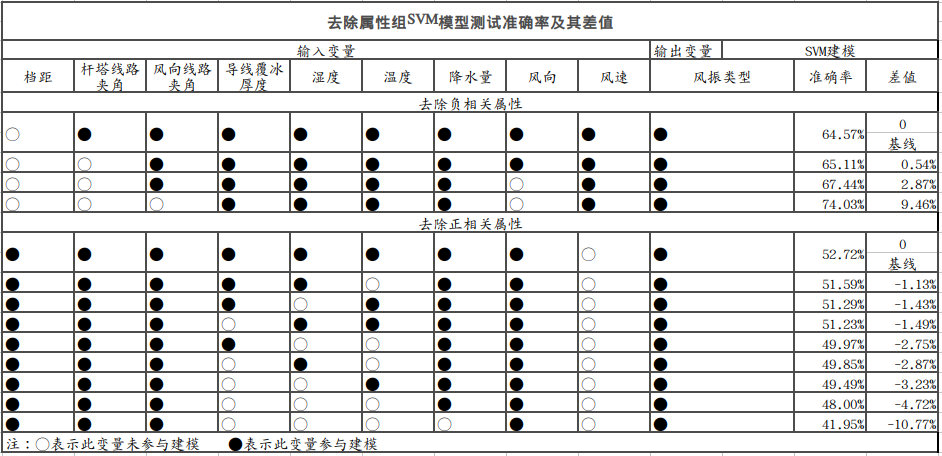 去除属性组SVM模型测试准确率及其差值
输入变量 输出变量 SVM建模
档距 杆塔线路夹角 风向线路夹角 导线覆冰厚度 湿度 温度 降水量 风向 风速 风振类型 准确率 差值
去除负相关属性
○ ● ● ● ● ● ● ● ● ● 64.57% 0 基线
○ ○ ● ● ● ● ● ● ● ● 65.11% 0.54%
○ ○ ● ● ● ● ● ○ ● ● 67.44% 2.87%
○ ○ ○ ● ● ● ● ○ ● ● 74.03% 9.46%
去除正相关属性
● ● ● ● ● ● ● ● ○ ● 52.72% 0 基线
● ● ● ● ● ○ ● ● ○ ● 51.59% -1.13%
● ● ● ● ○ ● ● ● ○ ● 51.29% -1.43%
● ● ● ○ ● ● ● ● ○ ● 51.23% -1.49%
● ● ● ● ○ ○ ● ● ○ ● 49.97% -2.75%
● ● ● ○ ● ○ ● ● ○ ● 49.85% -2.87%
● ● ● ○ ○ ● ● ● ○ ● 49.49% -3.23%
● ● ● ○ ○ ○ ● ● ○ ● 48.00% -4.72%
● ● ● ○ ○ ○ ○ ● ○ ● 41.95% -10.77%
注：○表示此变量未参与建模 ●表示此变量参与建模